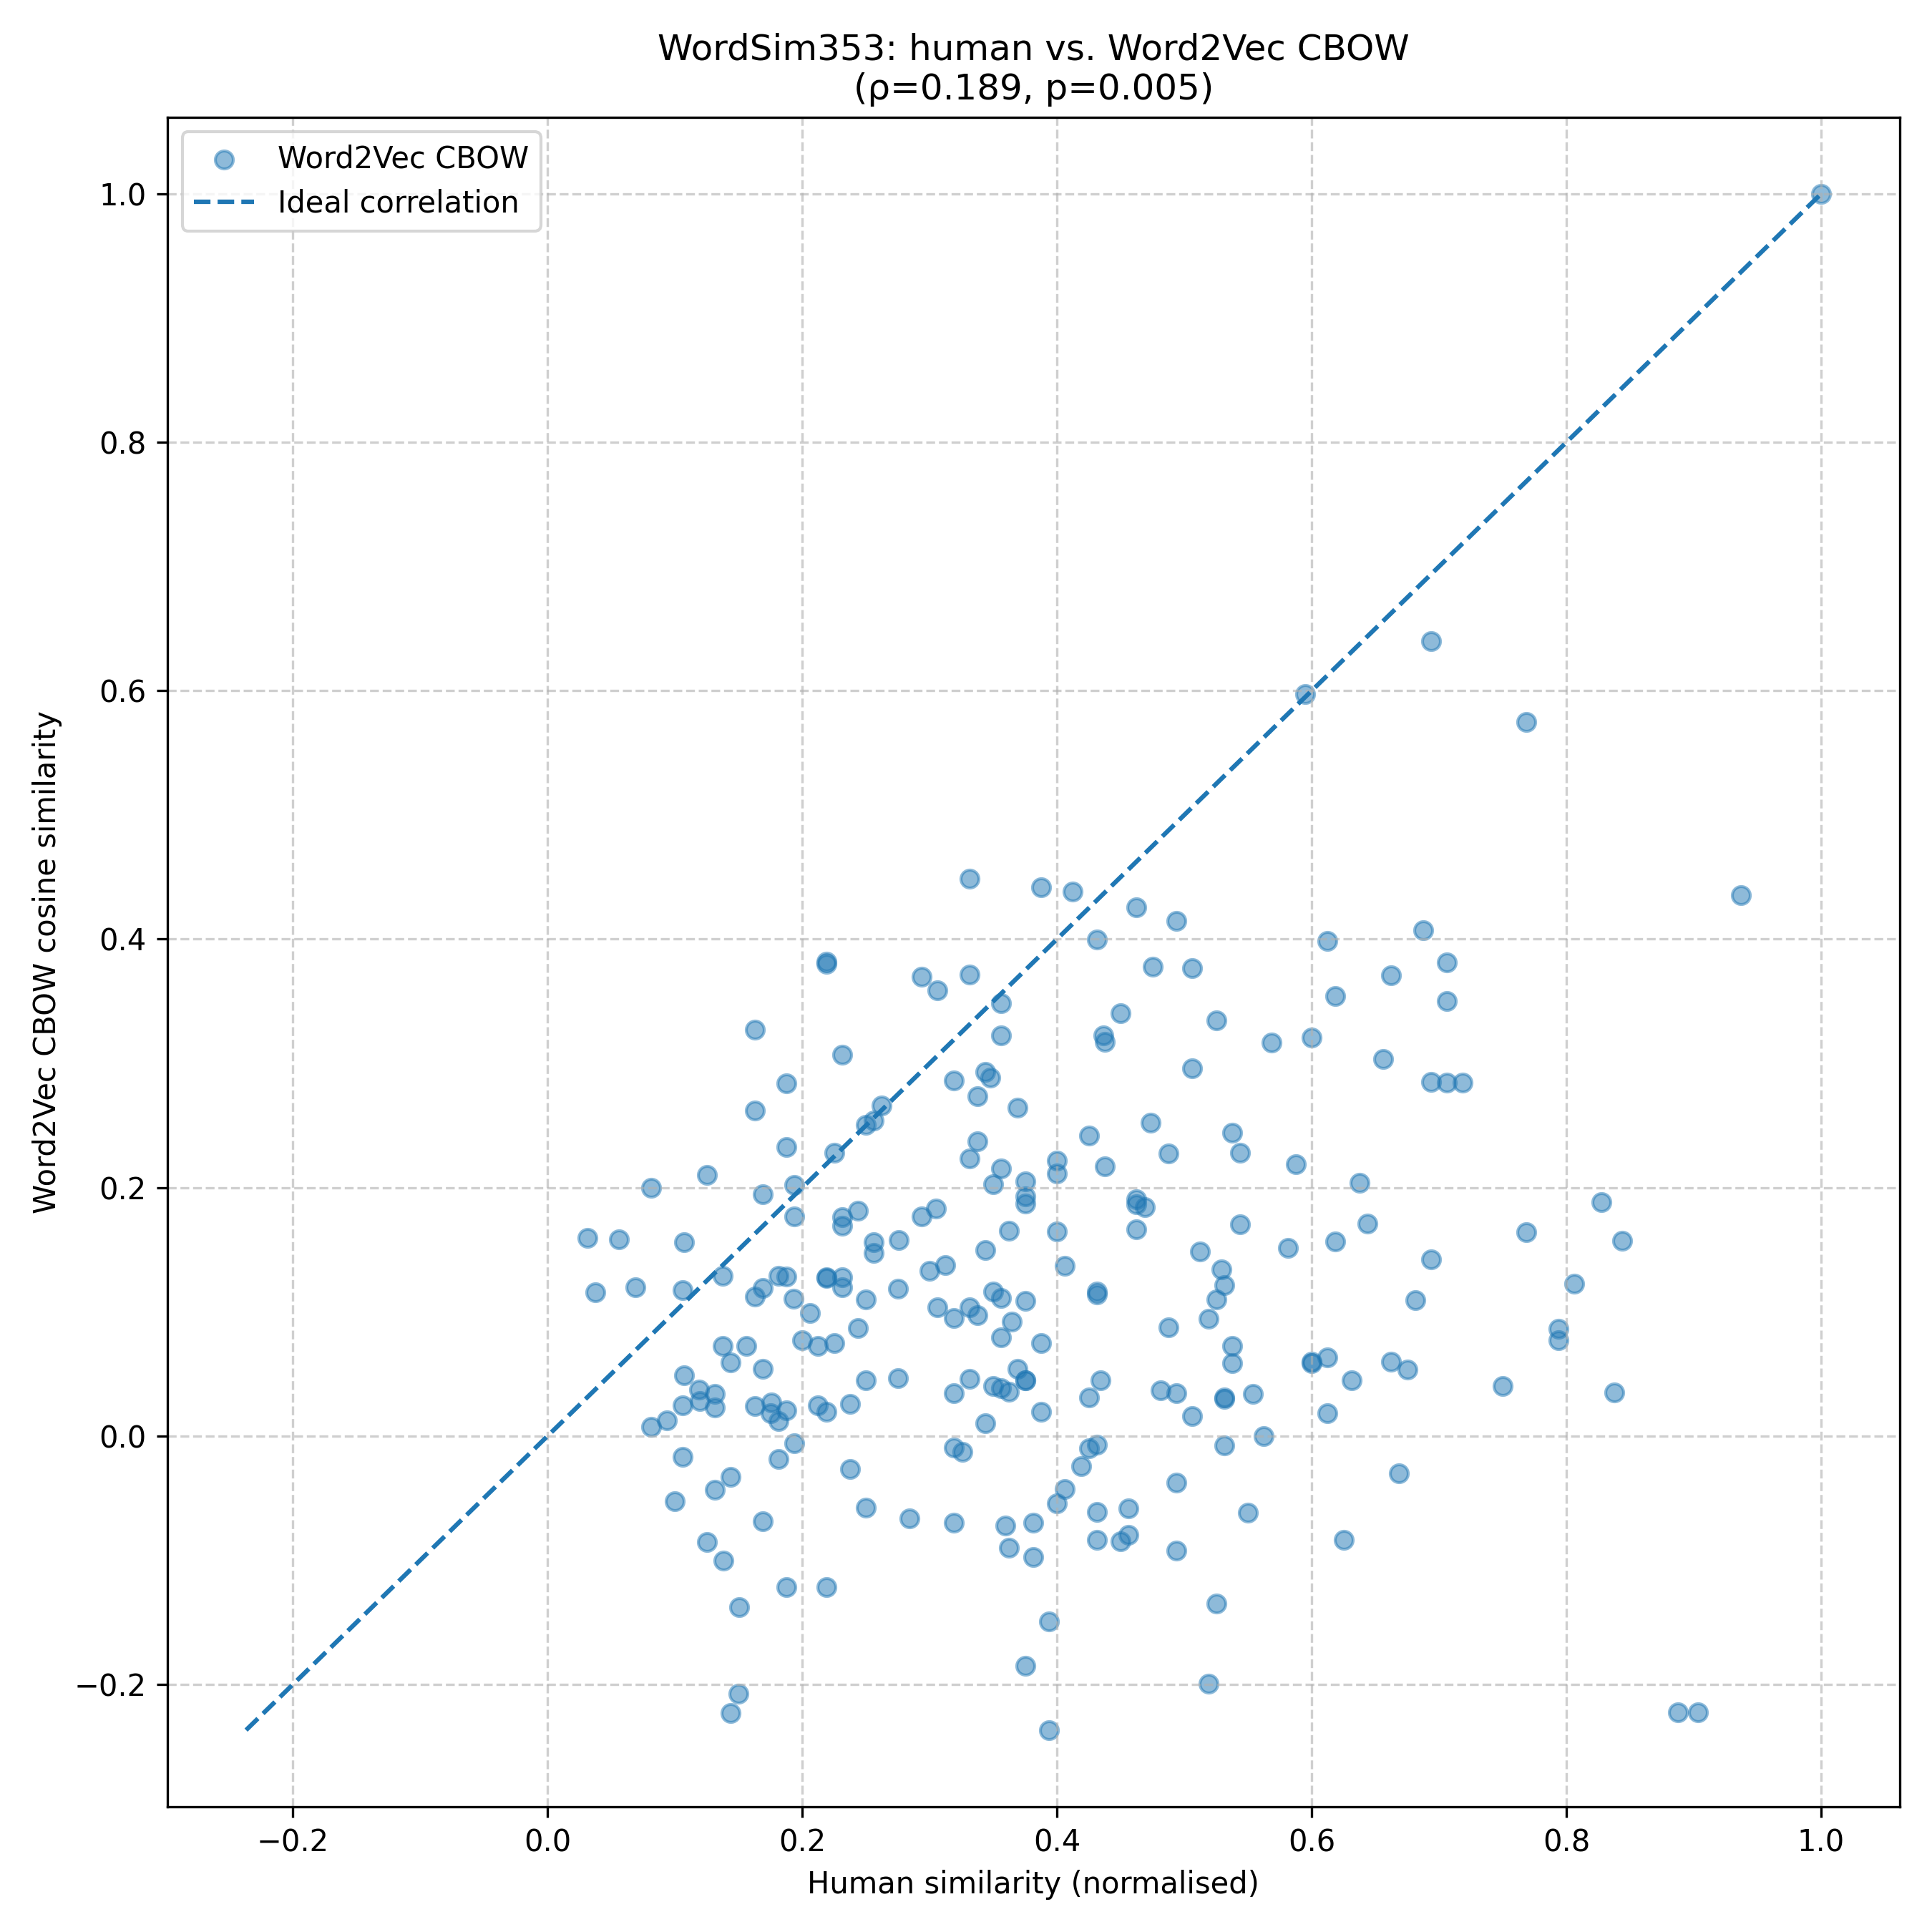 WordSim353: human vs. Word2Vec CBOW
(ρ=0.189, p=0.005)
Word2Vec CBOW
Ideal correlation
1.0
0.8
0.6
0.4
0.2
0.0
−0.2
Word2Vec CBOW cosine similarity
−0.2
0.0
0.2
0.4
0.6
0.8
1.0
Human similarity (normalised)